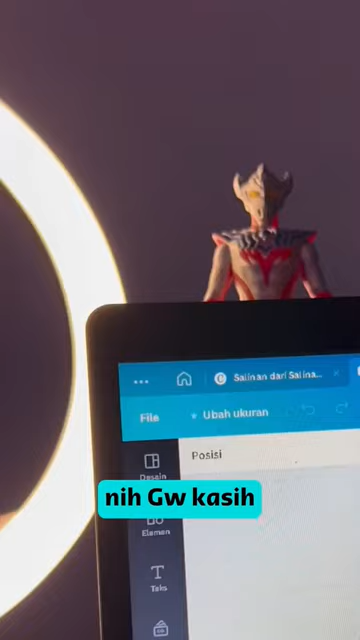 Salinan dari Salina...
File
Ubah ukuran
Posisi
Desain
nih Gw kasih
Elemen
Teks